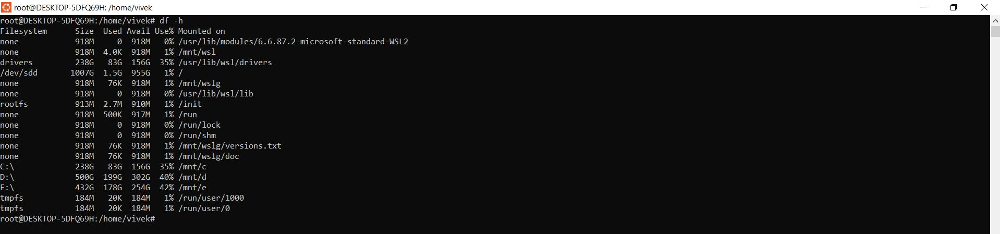 root@DESKTOP-5DFQ69H: /home/vivek
root@DESKTOP-5DFQ69H:/home/vivek# df -h
Filesystem      Size  Used Avail Use% Mounted on
none            918M     0  918M   0% /usr/lib/modules/6.6.87.2-microsoft-standard-WSL2
none            918M  4.0K  918M   1% /mnt/wsl
drivers         238G   83G  156G  35% /usr/lib/wsl/drivers
/dev/sdd       1007G  1.5G  955G   1% /
none            918M   76K  918M   1% /mnt/wslg
none            918M     0  918M   0% /usr/lib/wsl/lib
rootfs          913M  2.7M  910M   1% /init
none            918M  500K  917M   1% /run
none            918M     0  918M   0% /run/lock
none            918M     0  918M   0% /run/shm
none            918M   76K  918M   1% /mnt/wslg/versions.txt
none            918M   76K  918M   1% /mnt/wslg/doc
C:\             238G   83G  156G  35% /mnt/c
D:\             500G  199G  302G  40% /mnt/d
E:\             432G  178G  254G  42% /mnt/e
tmpfs           184M   20K  184M   1% /run/user/1000
tmpfs           184M   20K  184M   1% /run/user/0
root@DESKTOP-5DFQ69H:/home/vivek#